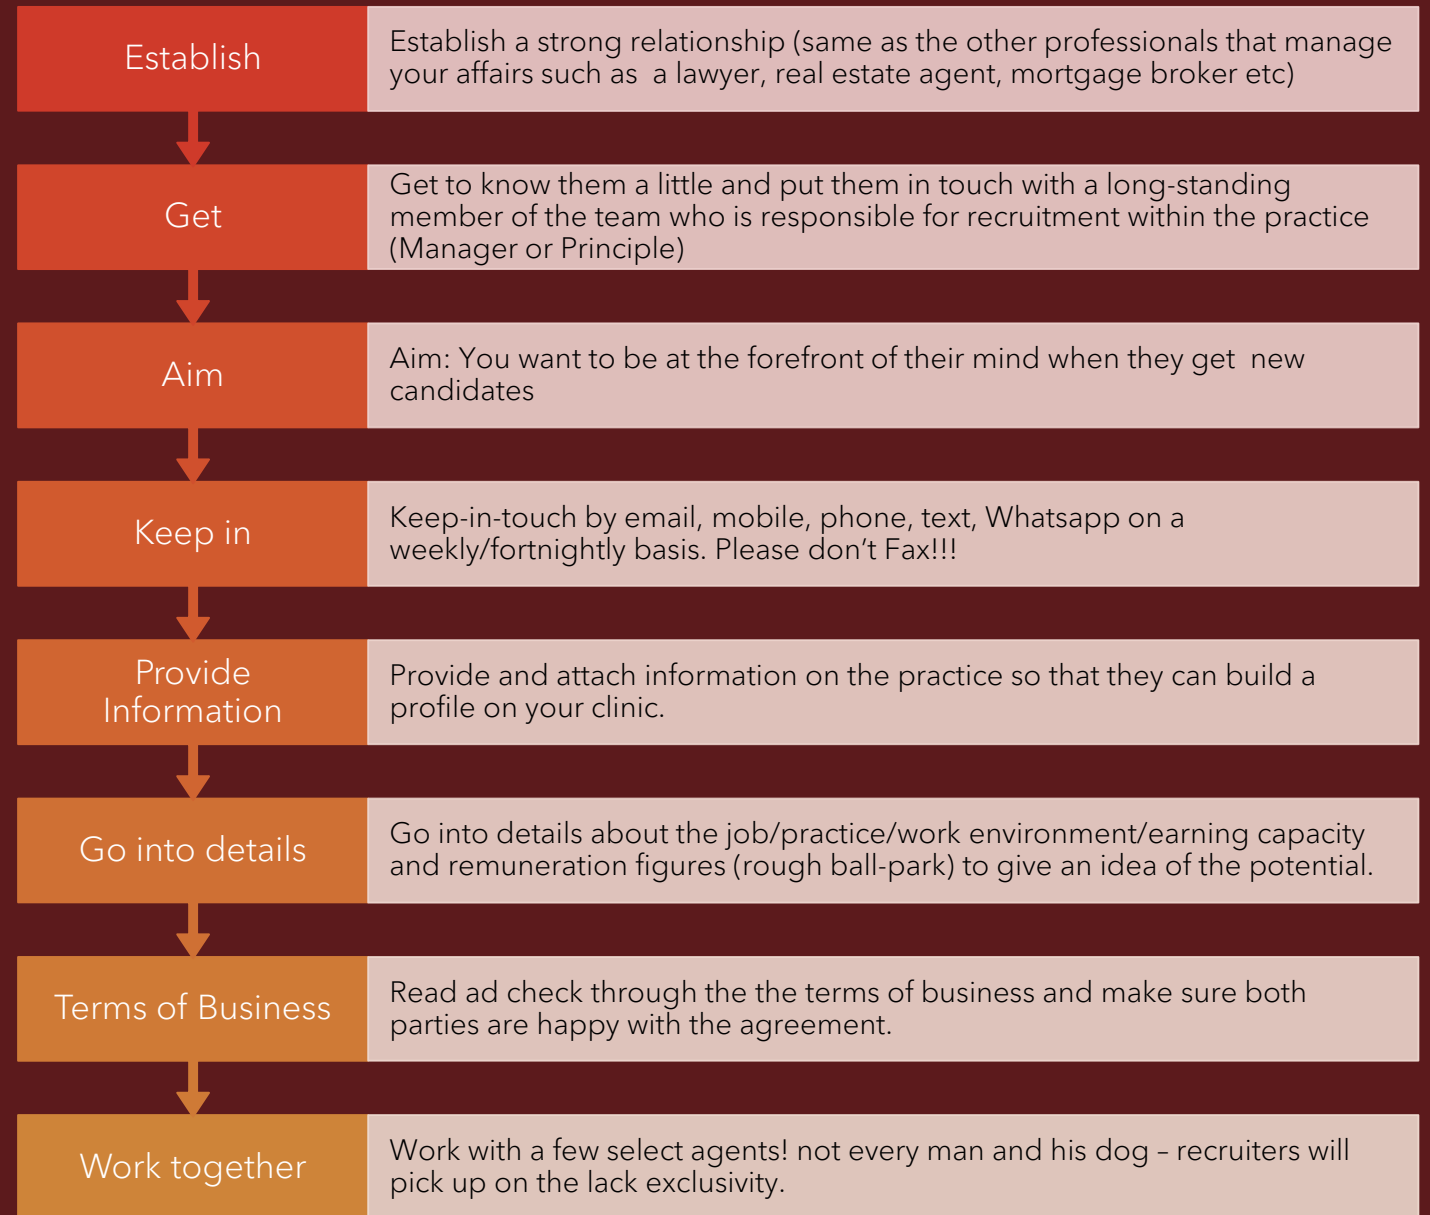 Establish
Establish a strong relationship (same as the other professionals that manage
your affairs such as  a lawyer, real estate agent, mortgage broker etc)
Get
Get to know them a little and put them in touch with a long-standing
member of the team who is responsible for recruitment within the practice
(Manager or Principle)
Aim
Aim: You want to be at the forefront of their mind when they get  new
candidates
Keep in
Keep-in-touch by email, mobile, phone, text, Whatsapp on a
weekly/fortnightly basis. Please don’t Fax!!!
Provide
Information
Provide and attach information on the practice so that they can build a
profile on your clinic.
Go into details
Go into details about the job/practice/work environment/earning capacity
and remuneration figures (rough ball-park) to give an idea of the potential.
Terms of Business
Read ad check through the the terms of business and make sure both
parties are happy with the agreement.
Work together
Work with a few select agents! not every man and his dog – recruiters will
pick up on the lack exclusivity.